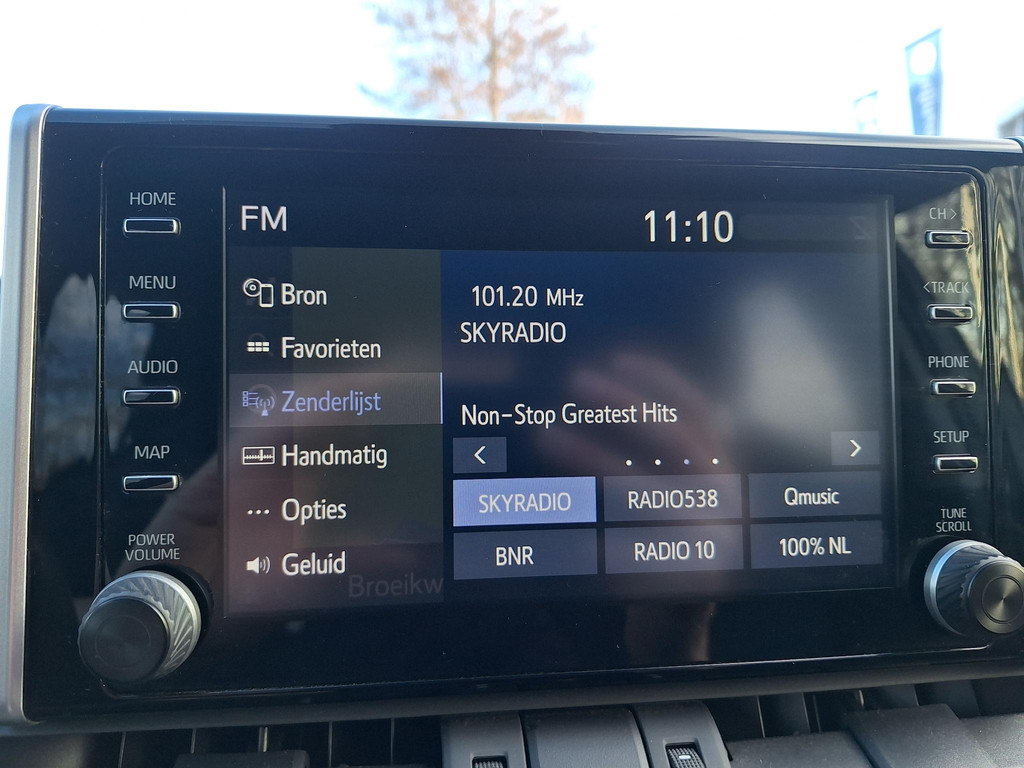 HOME
MENU
AUDIO
MAP
POWER
VOLUME
FM
11:10
Bron
Favorieten
Zenderlijst
Handmatig
Opties
Geluid
Broeikw
101.20 MHz
SKYRADIO
Non-Stop Greatest Hits
<
>
SKYRADIO
RADIO538
Qmusic
BNR
RADIO 10
100% NL
CH>
<TRACK
PHONE
SETUP
TUNE
SCROLL